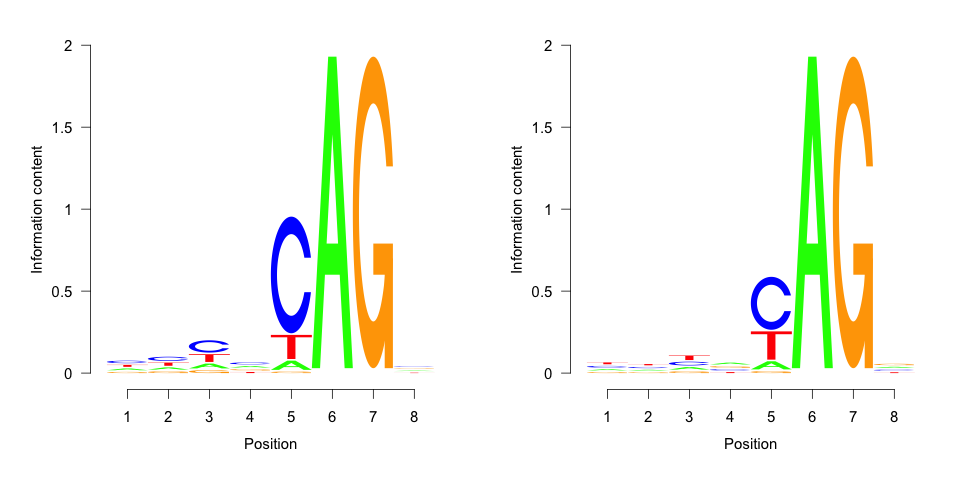 2
1.5
1
0.5
0
Information content
C A G
T
A
C
T
1 2 3 4 5 6 7 8
Position
2
1.5
1
0.5
0
Information content
C A G
T
A
1 2 3 4 5 6 7 8
Position